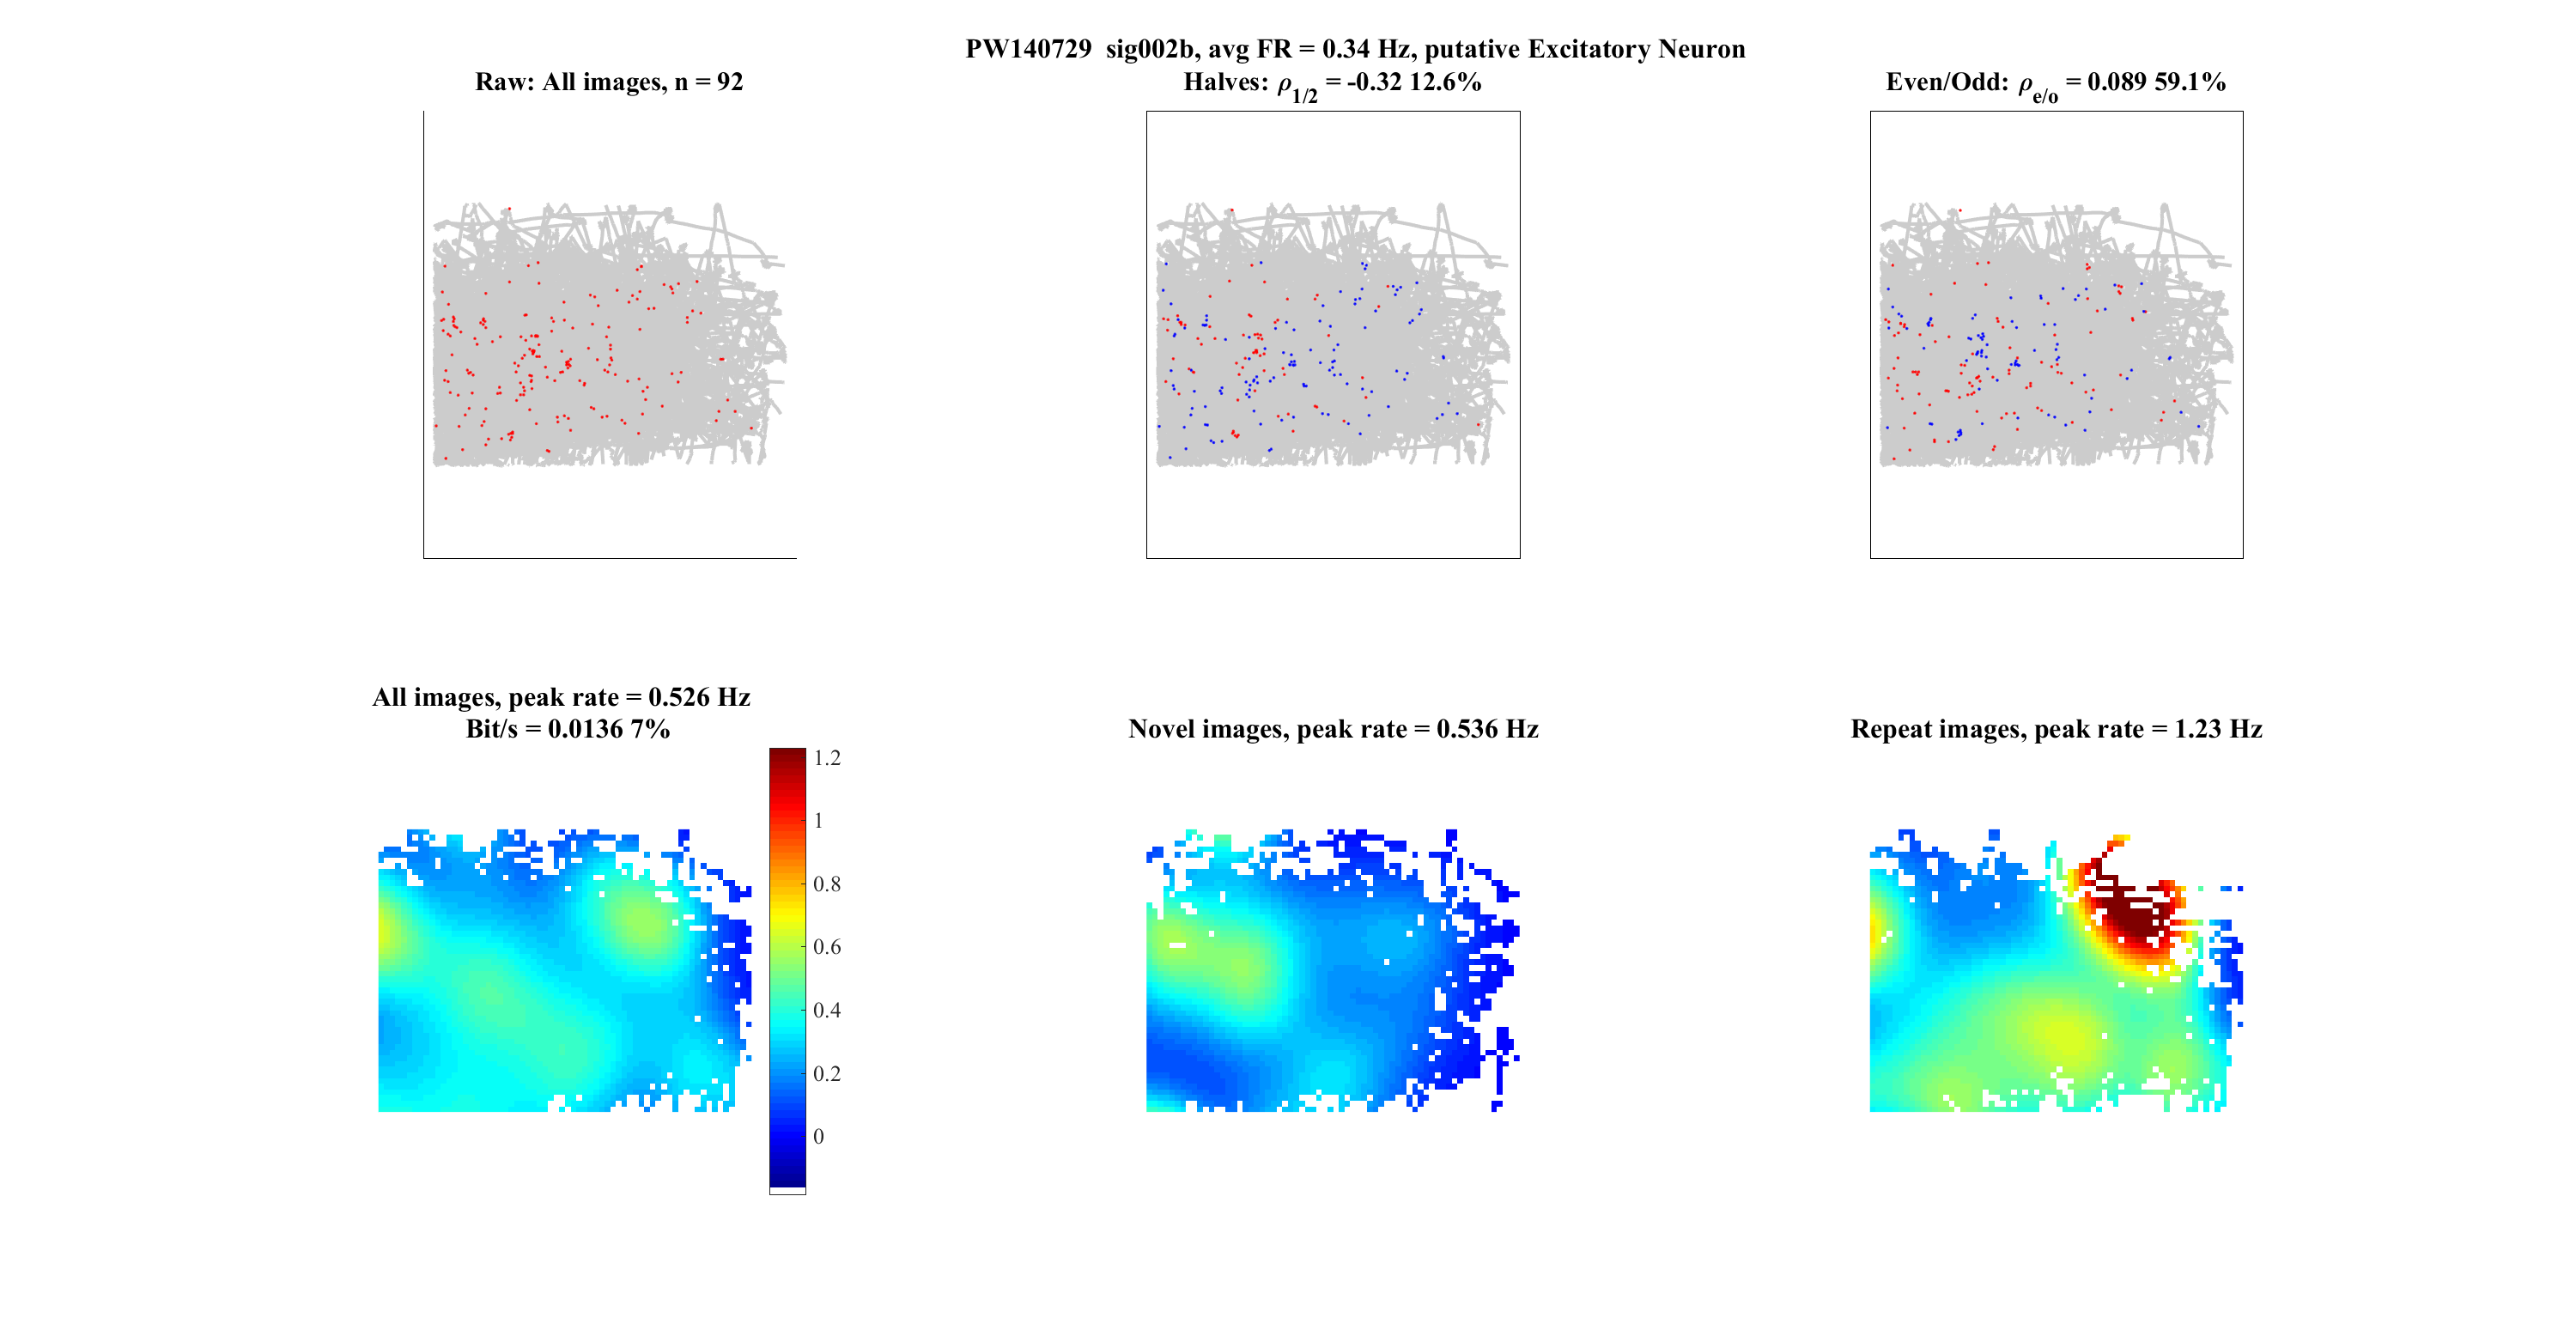 PW140729  sig002b, avg FR = 0.34 Hz, putative Excitatory Neuron
Raw: All images, n = 92
Halves: ρ1/2 = -0.32 12.6%
Even/Odd: ρe/o = 0.089 59.1%
All images, peak rate = 0.526 Hz
Bit/s = 0.0136 7%
Novel images, peak rate = 0.536 Hz
Repeat images, peak rate = 1.23 Hz
1.2
1
0.8
0.6
0.4
0.2
0